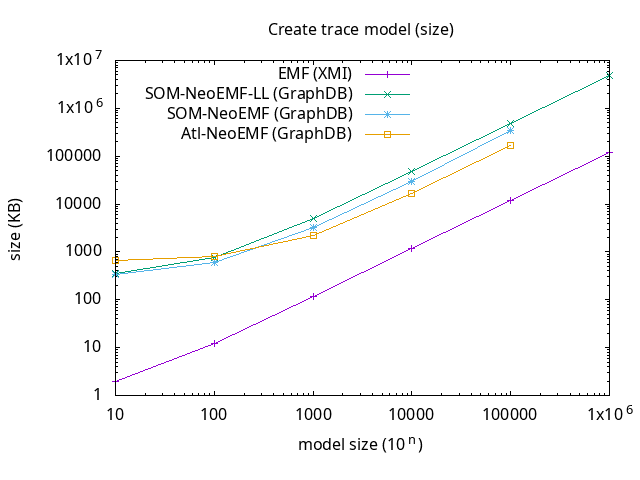 Create trace model (size)
1x10^7
1x10^6
100000
10000
1000
100
10
1
size (KB)
EMF (XMI)
SOM-NeoEMF-LL (GraphDB)
SOM-NeoEMF (GraphDB)
Atl-NeoEMF (GraphDB)
10 100 1000 10000 100000 1x10^6
model size (10^n)